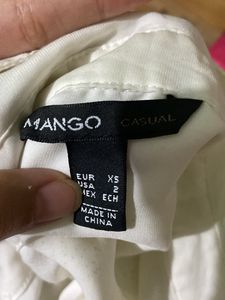 MANGO CASUAL
EUR XS
USA 2
MEX ECH
MADE IN
CHINA